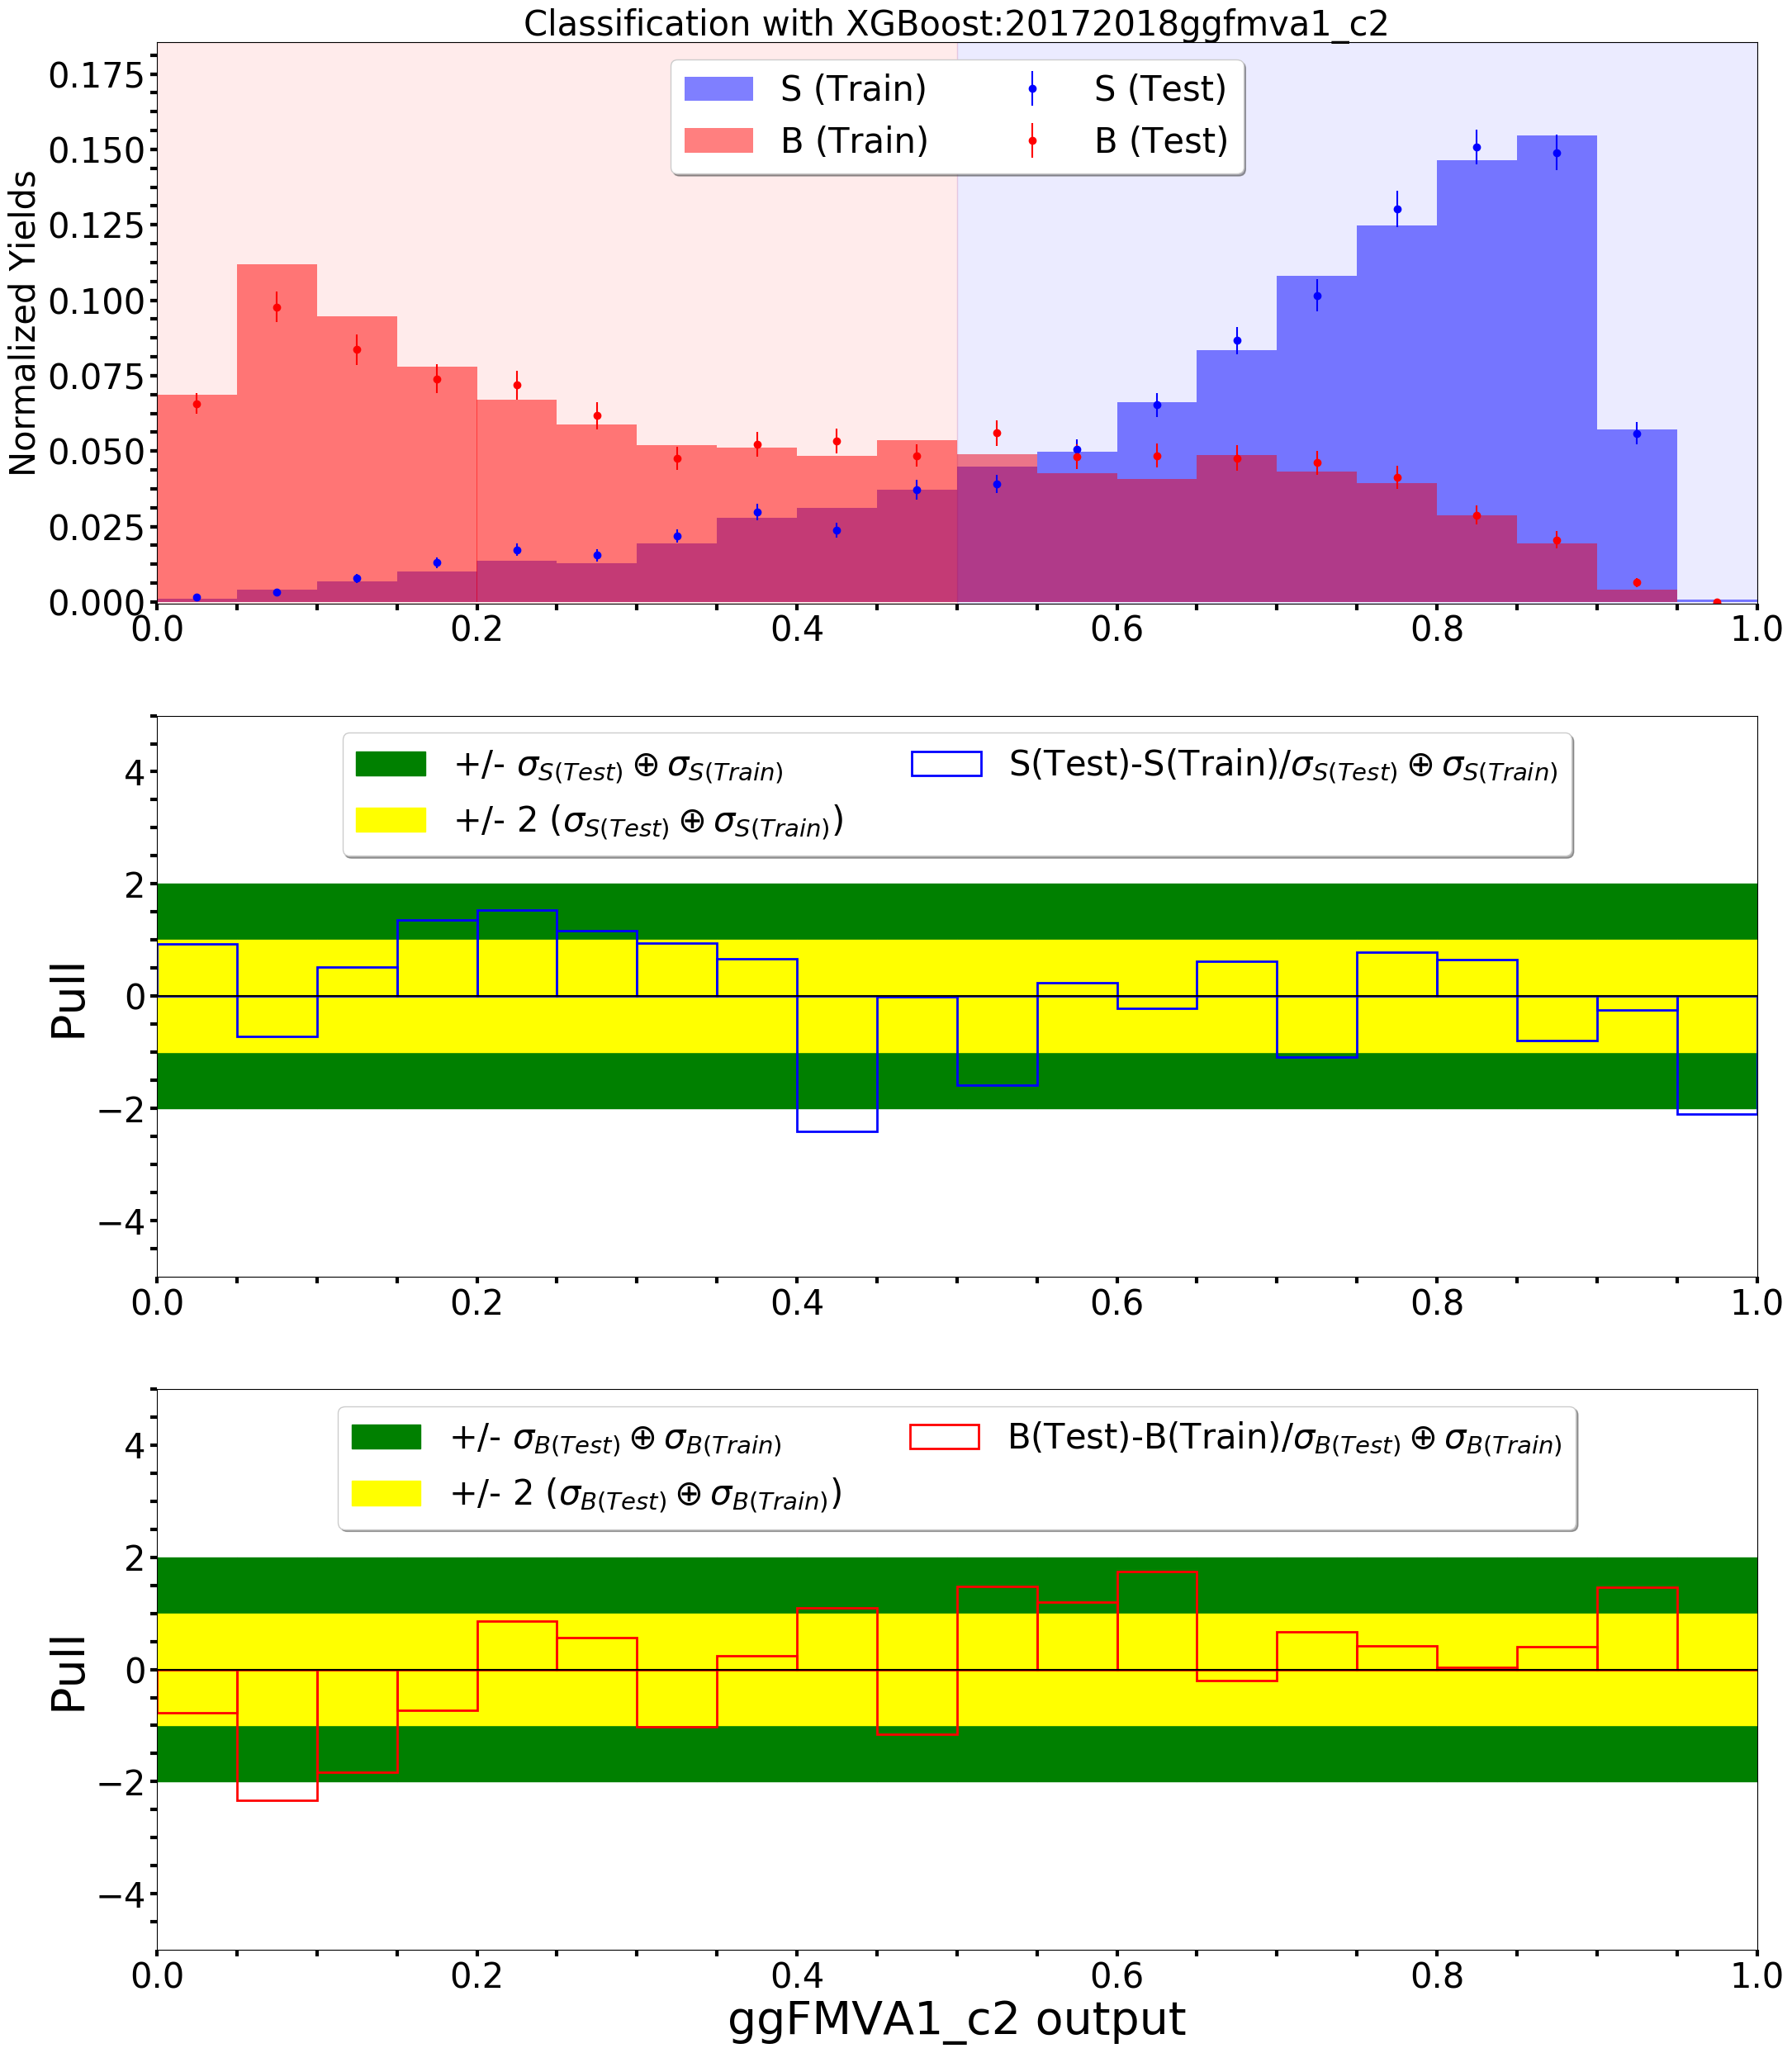 Classification with XGBoost:20172018ggfmva1_c2
S (Train) S (Test)
B (Train) B (Test)
Normalized Yields
0.175
0.150
0.125
0.100
0.075
0.050
0.025
0.000
0.0 0.2 0.4 0.6 0.8 1.0
+/- σS(Test) ⊕ σS(Train) S(Test)-S(Train)/σS(Test) ⊕ σS(Train)
+/- 2 (σS(Test) ⊕ σS(Train))
Pull
4
2
0
−2
−4
0.0 0.2 0.4 0.6 0.8 1.0
+/- σB(Test) ⊕ σB(Train) B(Test)-B(Train)/σB(Test) ⊕ σB(Train)
+/- 2 (σB(Test) ⊕ σB(Train))
Pull
4
2
0
−2
−4
0.0 0.2 0.4 0.6 0.8 1.0
ggFMVA1_c2 output